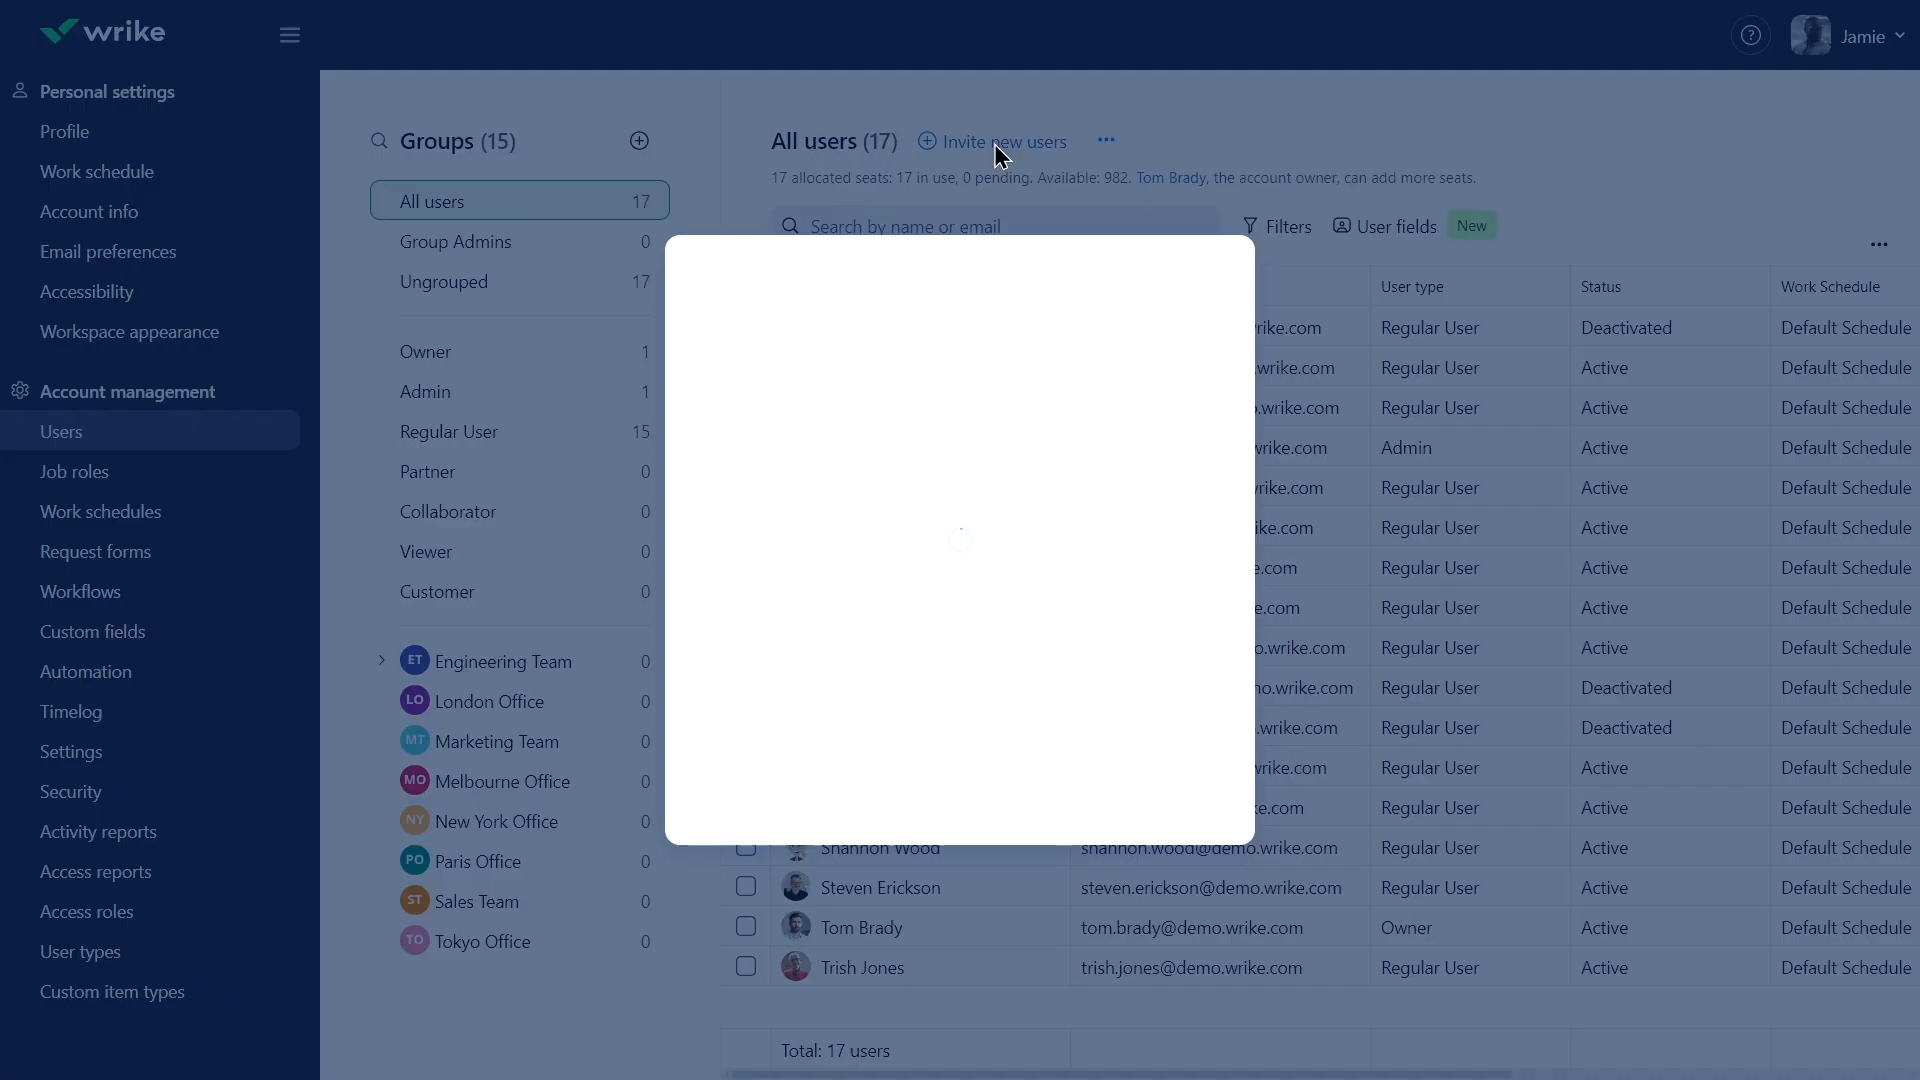 wrike
Jamie
Personal settings
Profile
Work schedule
Account info
Email preferences
Accessibility
Workspace appearance
Account management
Users
Job roles
Work schedules
Request forms
Workflows
Custom fields
Automation
Timelog
Settings
Security
Activity reports
Access reports
Access roles
User types
Custom item types
Groups (15)
All users 17
Group Admins 0
Ungrouped 17
Owner 1
Admin 1
Regular User 15
Partner 0
Collaborator 0
Viewer 0
Customer 0
ET Engineering Team 0
LO London Office 0
MT Marketing Team 0
MO Melbourne Office 0
NY New York Office 0
PO Paris Office 0
ST Sales Team 0
TO Tokyo Office 0
All users (17) Invite new users
17 allocated seats: 17 in use, 0 pending. Available: 982. Tom Brady, the account owner, can add more seats.
Search by name or email Filters User fields New
User type Status Work Schedule
rike.com Regular User Deactivated Default Schedule
.wrike.com Regular User Active Default Schedule
o.wrike.com Regular User Active Default Schedule
wrike.com Admin Active Default Schedule
rike.com Regular User Active Default Schedule
ike.com Regular User Active Default Schedule
e.com Regular User Active Default Schedule
e.com Regular User Active Default Schedule
o.wrike.com Regular User Active Default Schedule
no.wrike.com Regular User Deactivated Default Schedule
.wrike.com Regular User Deactivated Default Schedule
wrike.com Regular User Active Default Schedule
ke.com Regular User Active Default Schedule
Shannon Wood shannon.wood@demo.wrike.com Regular User Active Default Schedule
Steven Erickson steven.erickson@demo.wrike.com Regular User Active Default Schedule
Tom Brady tom.brady@demo.wrike.com Owner Active Default Schedule
Trish Jones trish.jones@demo.wrike.com Regular User Active Default Schedule
Total: 17 users